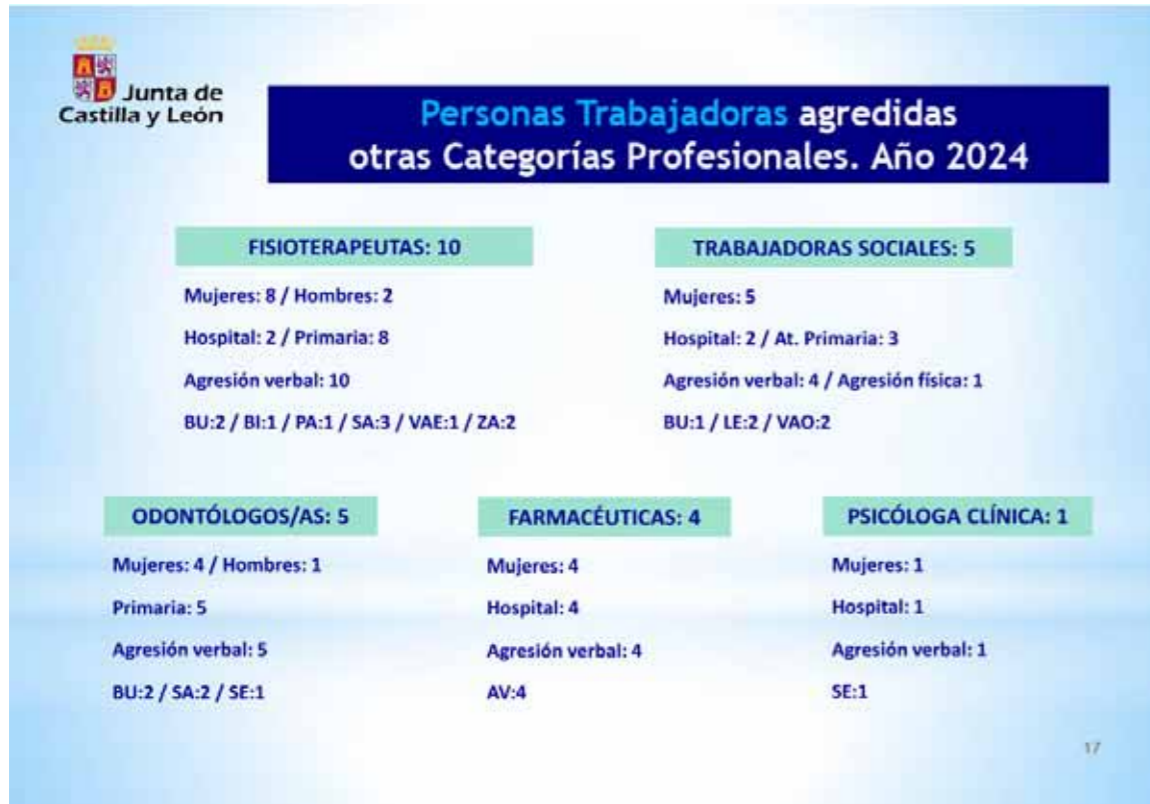 Junta de
Castilla y León
Personas Trabajadoras agredidas
otras Categorías Profesionales. Año 2024
FISIOTERAPEUTAS: 10
Mujeres: 8 / Hombres: 2
Hospital: 2 / Primaria: 8
Agresión verbal: 10
BU:2 / BI:1 / PA:1 / SA:3 / VAE:1 / ZA:2
TRABAJADORAS SOCIALES: 5
Mujeres: 5
Hospital: 2 / At. Primaria: 3
Agresión verbal: 4 / Agresión física: 1
BU:1 / LE:2 / VAO:2
ODONTÓLOGOS/AS: 5
Mujeres: 4 / Hombres: 1
Primaria: 5
Agresión verbal: 5
BU:2 / SA:2 / SE:1
FARMACÉUTICAS: 4
Mujeres: 4
Hospital: 4
Agresión verbal: 4
AV:4
PSICÓLOGA CLÍNICA: 1
Mujeres: 1
Hospital: 1
Agresión verbal: 1
SE:1
17